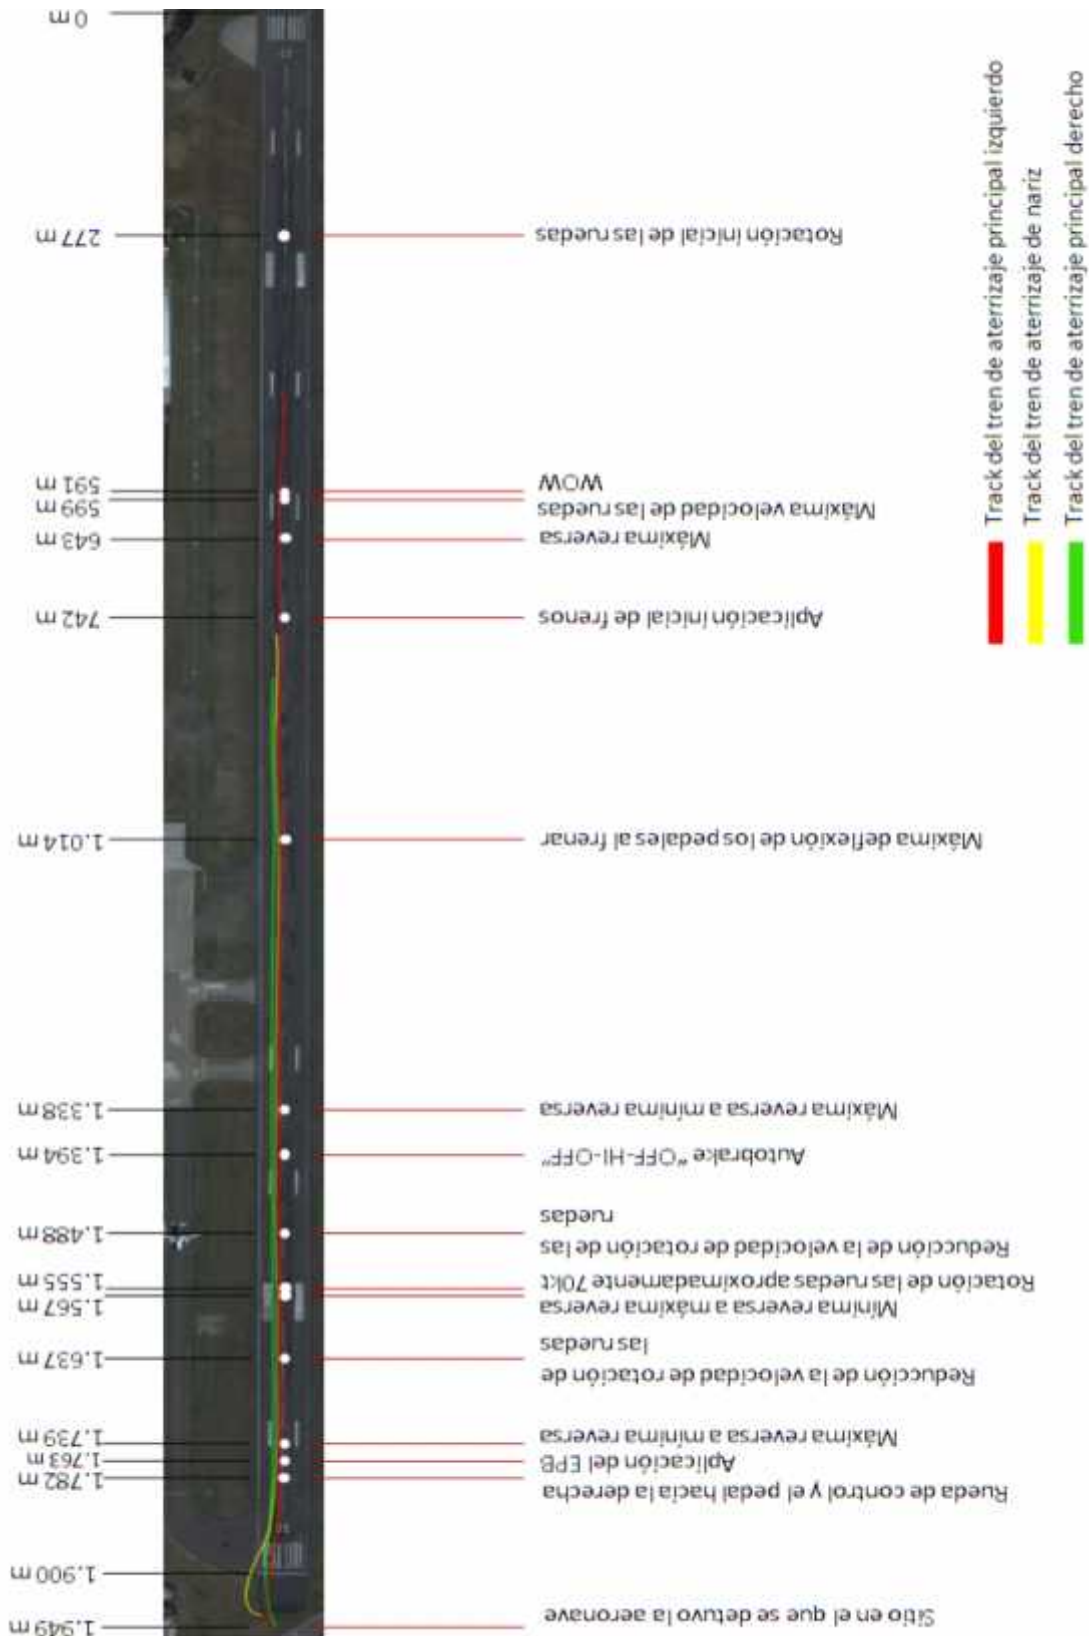 0 m
277 m
Rotación inicial de las ruedas
591 m
WOW
599 m
Máxima velocidad de las ruedas
643 m
Máxima reversa
742 m
Aplicación inicial de frenos
1.014 m
Máxima deflexión de los pedales al frenar
1.338 m
Máxima reversa a mínima reversa
1.394 m
Autobrake "OFF-HI-OFF"
1.488 m
Reducción de la velocidad de rotación de las
ruedas
1.555 m
Rotación de las ruedas aproximadamente 70kt
1.567 m
Mínima reversa a máxima reversa
1.637 m
Reducción de la velocidad de rotación de
las ruedas
1.739 m
Máxima reversa a mínima reversa
1.763 m
Aplicación del EPB
1.782 m
Rueda de control y el pedal hacía la derecha
1.900 m
1.949 m
Sitio en el que se detuvo la aeronave
Track del tren de aterrizaje principal izquierdo
Track del tren de aterrizaje de nariz
Track del tren de aterrizaje principal derecho